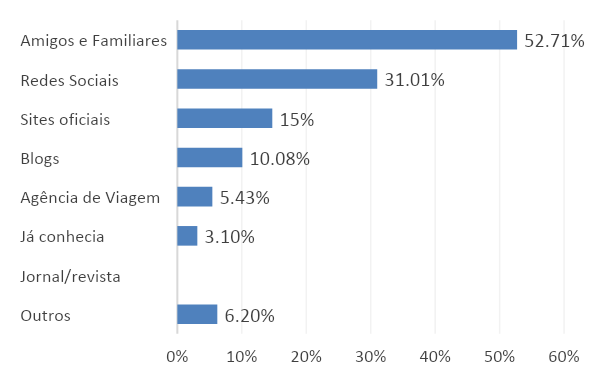 Amigos e Familiares 52.71%
Redes Sociais 31.01%
Sites oficiais 15%
Blogs 10.08%
Agência de Viagem 5.43%
Já conhecia 3.10%
Jornal/revista
Outros 6.20%
0% 10% 20% 30% 40% 50% 60%